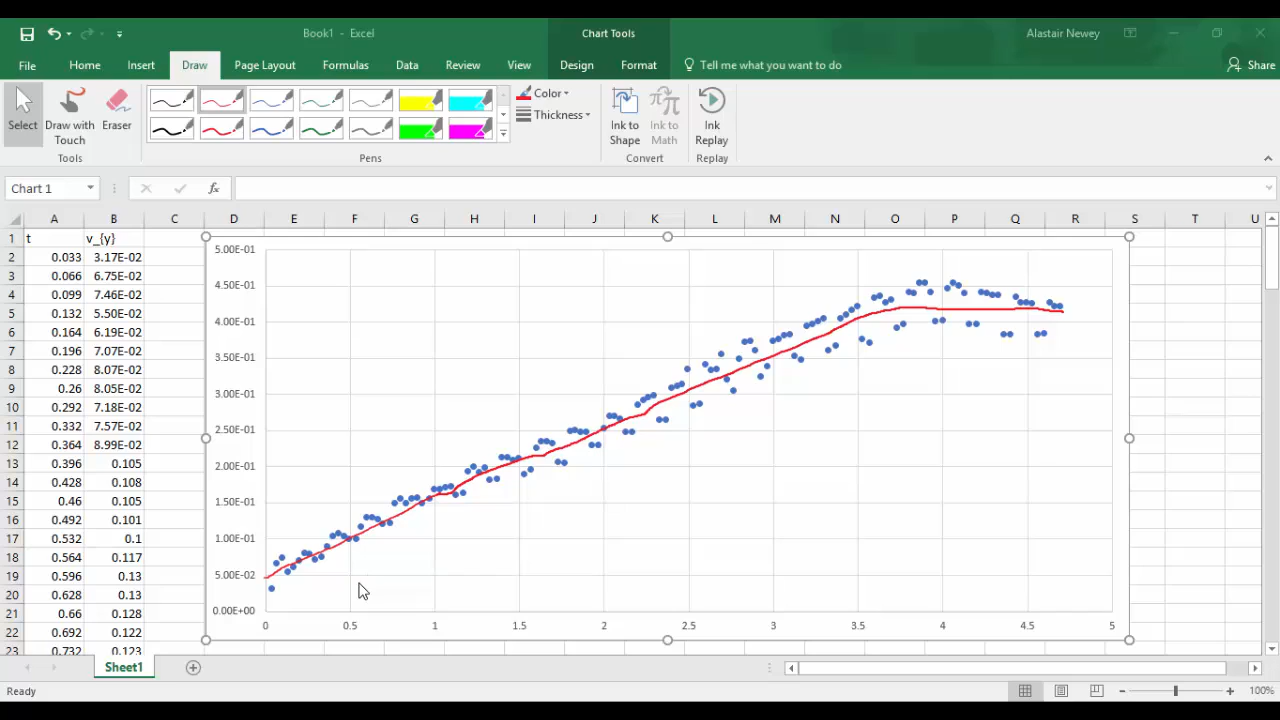 Book1 - Excel
Chart Tools
Alastair Newey
File Home Insert Draw Page Layout Formulas Data Review View Design Format Tell me what you want to do Share
Select
Draw with Touch
Eraser
Color
Thickness
Ink to Shape
Ink to Math
Ink Replay
Tools Pens Convert Replay
Chart 1 fx
A B C D E F G H I J K L M N O P Q R S T U
1 t v_{y}
2 0.033 3.17E-02
3 0.066 6.75E-02
4 0.099 7.46E-02
5 0.132 5.50E-02
6 0.164 6.19E-02
7 0.196 7.07E-02
8 0.228 8.07E-02
9 0.26 8.05E-02
10 0.292 7.18E-02
11 0.332 7.57E-02
12 0.364 8.99E-02
13 0.396 0.105
14 0.428 0.108
15 0.46 0.105
16 0.492 0.101
17 0.532 0.1
18 0.564 0.117
19 0.596 0.13
20 0.628 0.13
21 0.66 0.128
22 0.692 0.122
23 0.732 0.123
5.00E-01
4.50E-01
4.00E-01
3.50E-01
3.00E-01
2.50E-01
2.00E-01
1.50E-01
1.00E-01
5.00E-02
0.00E+00
0 0.5 1 1.5 2 2.5 3 3.5 4 4.5 5
Sheet1
Ready
100%